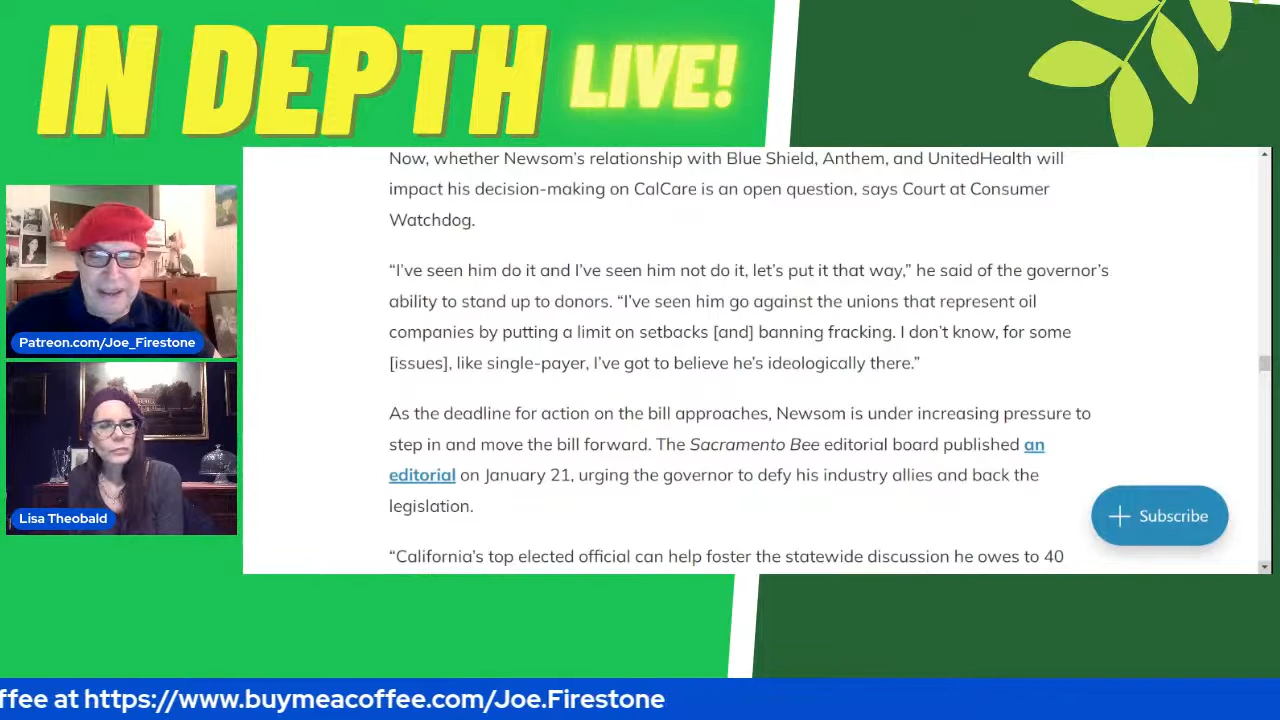 IN DEPTH LIVE!
Now, whether Newsom’s relationship with Blue Shield, Anthem, and UnitedHealth will
impact his decision-making on CalCare is an open question, says Court at Consumer
Watchdog.
“I’ve seen him do it and I’ve seen him not do it, let’s put it that way,” he said of the governor’s
ability to stand up to donors. “I’ve seen him go against the unions that represent oil
companies by putting a limit on setbacks [and] banning fracking. I don’t know, for some
[issues], like single-payer, I’ve got to believe he’s ideologically there.”
As the deadline for action on the bill approaches, Newsom is under increasing pressure to
step in and move the bill forward. The Sacramento Bee editorial board published an
editorial on January 21, urging the governor to defy his industry allies and back the
legislation.
“California’s top elected official can help foster the statewide discussion he owes to 40
Subscribe
Patreon.com/Joe_Firestone
Lisa Theobald
ffee at https://www.buymeacoffee.com/Joe.Firestone